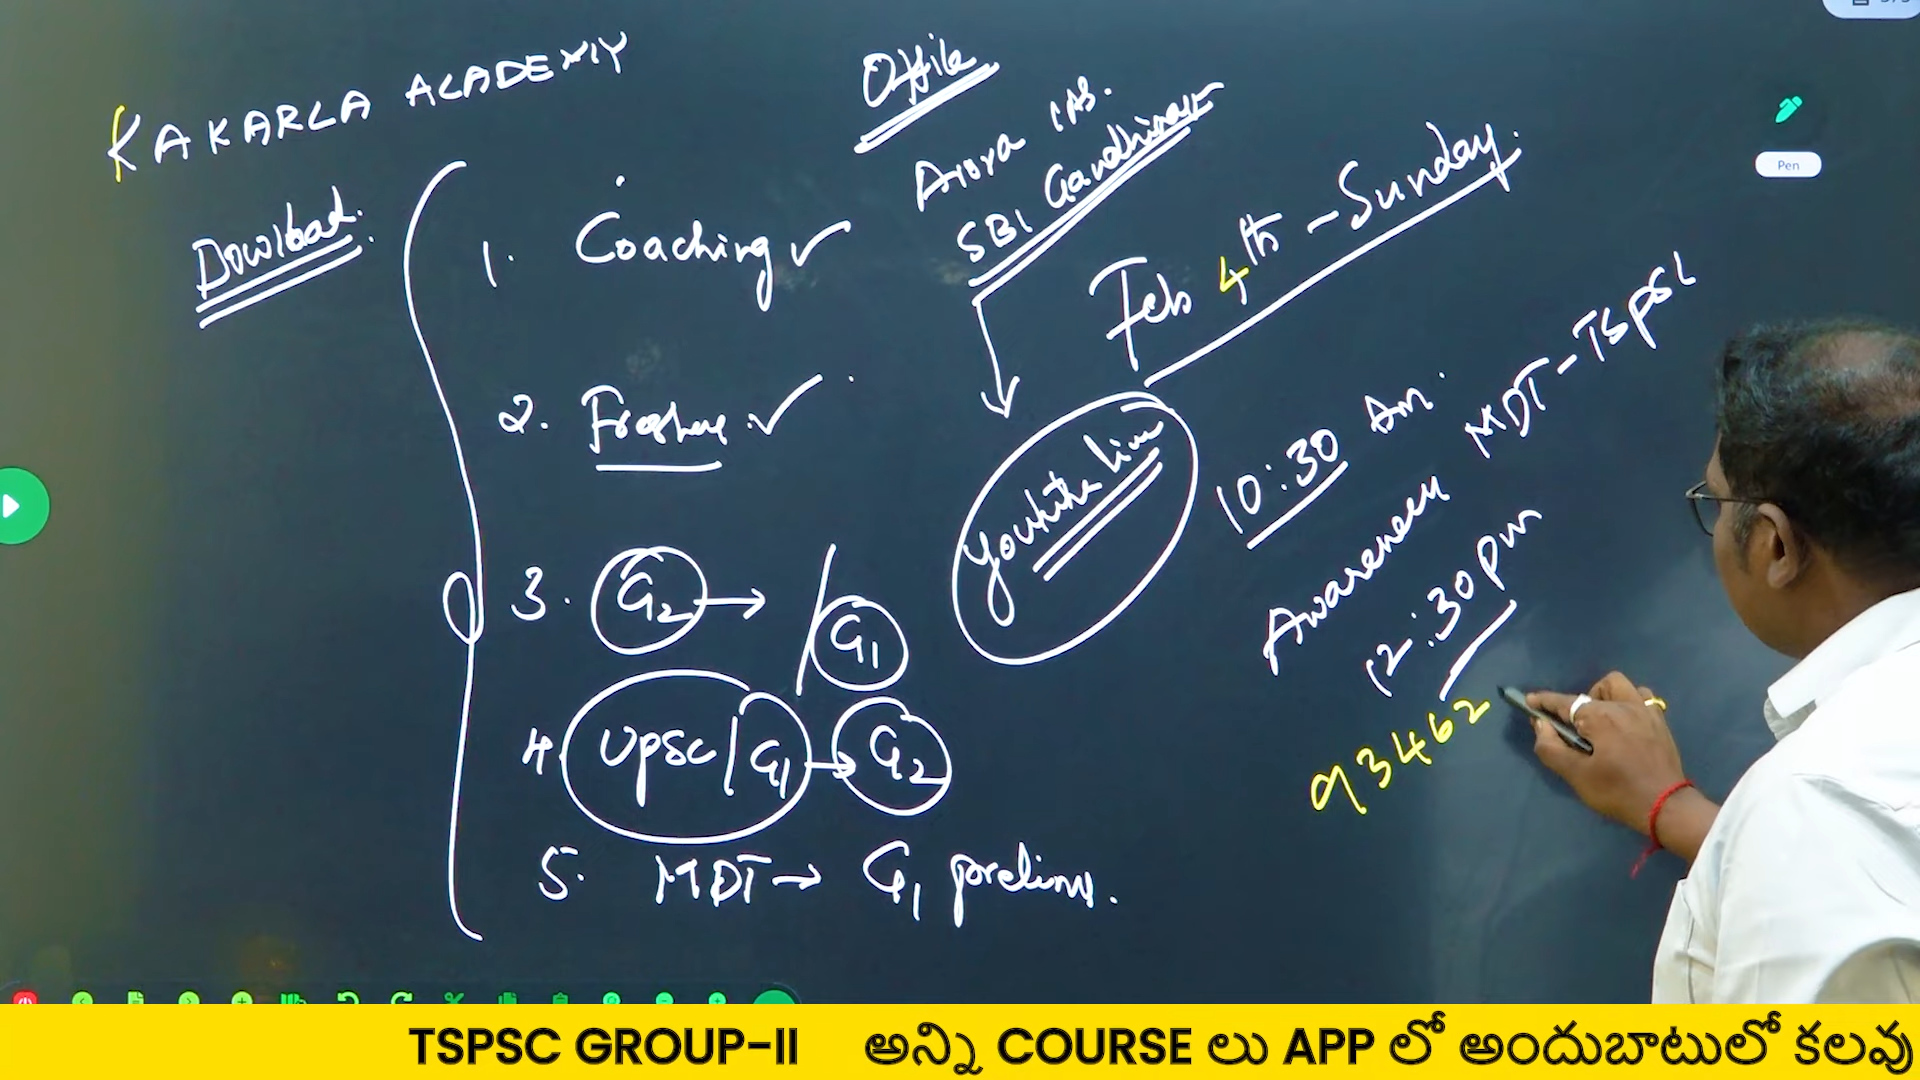 KAKARLA ACADEMY
Download.
1. Coaching ✓
2. Freshers ✓
3. G2 → / G1
4. UPSC | G1 → G2
5. MDT → G1 prelims.
Arora IAS.
SBI Gandhinagar
Feb 4th - Sunday.
Youtube live
10:30 Am.
Awareness MDT - TSPSC
12:30 pm
93462
Pen
TSPSC GROUP-II అన్ని COURSE లు APP లో అందుబాటులో కలవు